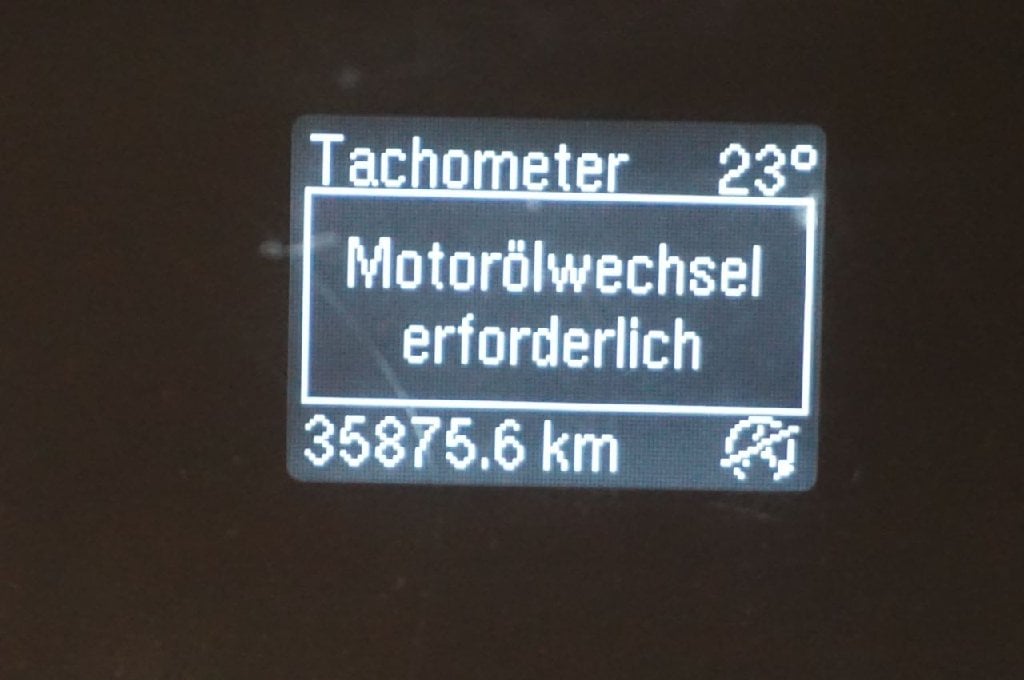 Tachometer 23°
Motorölwechsel
erforderlich
35875.6 km